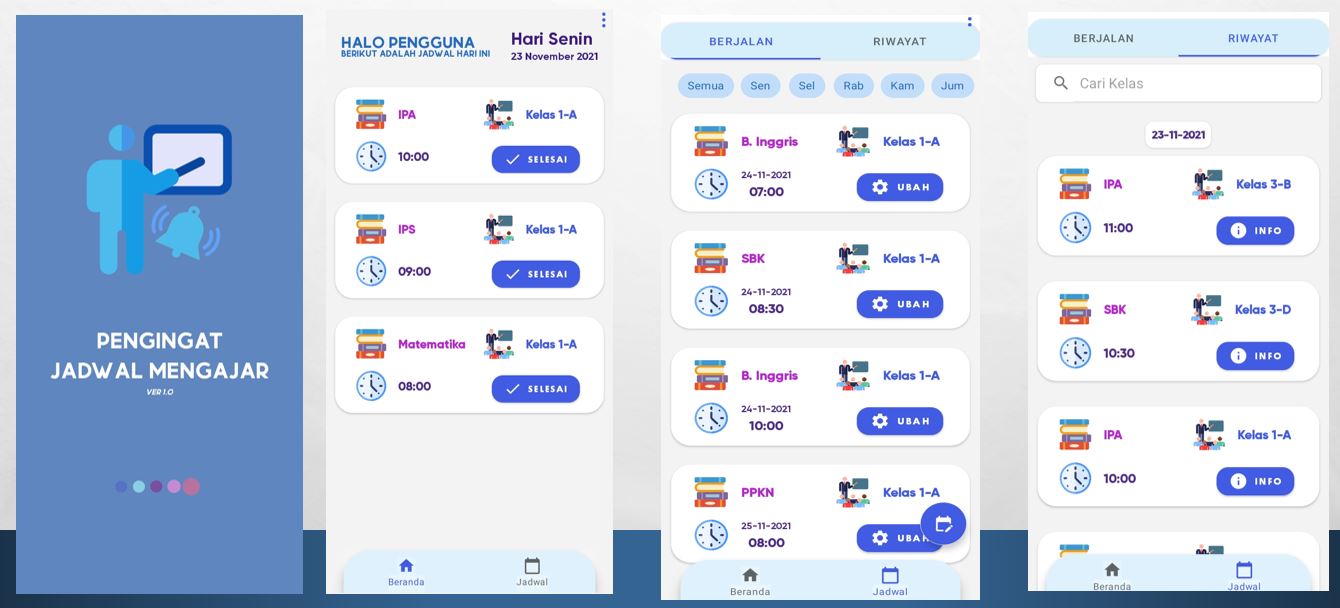 PENGINGAT
JADWAL MENGAJAR
VER 1.0
HALO PENGGUNA
BERIKUT ADALAH JADWAL HARI INI
Hari Senin
23 November 2021
IPA
Kelas 1-A
10:00
SELESAI
IPS
Kelas 1-A
09:00
SELESAI
Matematika
Kelas 1-A
08:00
SELESAI
Beranda
Jadwal
BERJALAN
RIWAYAT
Semua
Sen
Sel
Rab
Kam
Jum
B. Inggris
Kelas 1-A
24-11-2021
07:00
UBAH
SBK
Kelas 1-A
24-11-2021
08:30
UBAH
B. Inggris
Kelas 1-A
24-11-2021
10:00
UBAH
PPKN
Kelas 1-A
25-11-2021
08:00
UBAH
Beranda
Jadwal
BERJALAN
RIWAYAT
Cari Kelas
23-11-2021
IPA
Kelas 3-B
11:00
INFO
SBK
Kelas 3-D
10:30
INFO
IPA
Kelas 1-A
10:00
INFO
Beranda
Jadwal